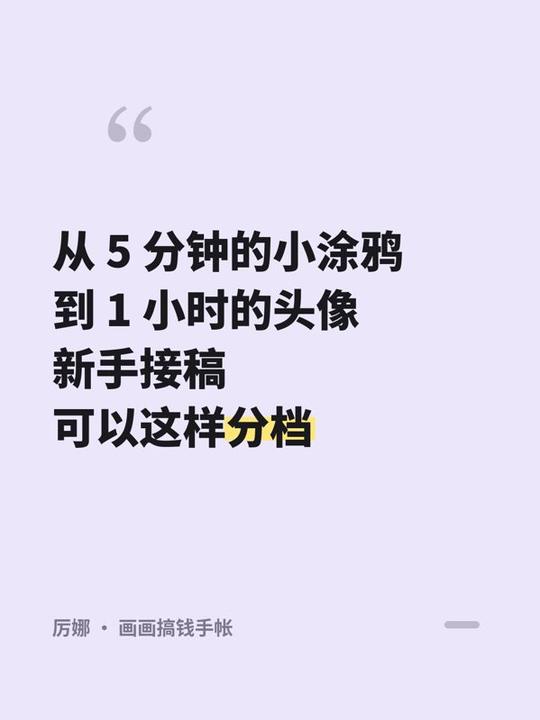 “
从 5 分钟的小涂鸦
到 1 小时的头像
新手接稿
可以这样分档
厉娜 · 画画搞钱手帐